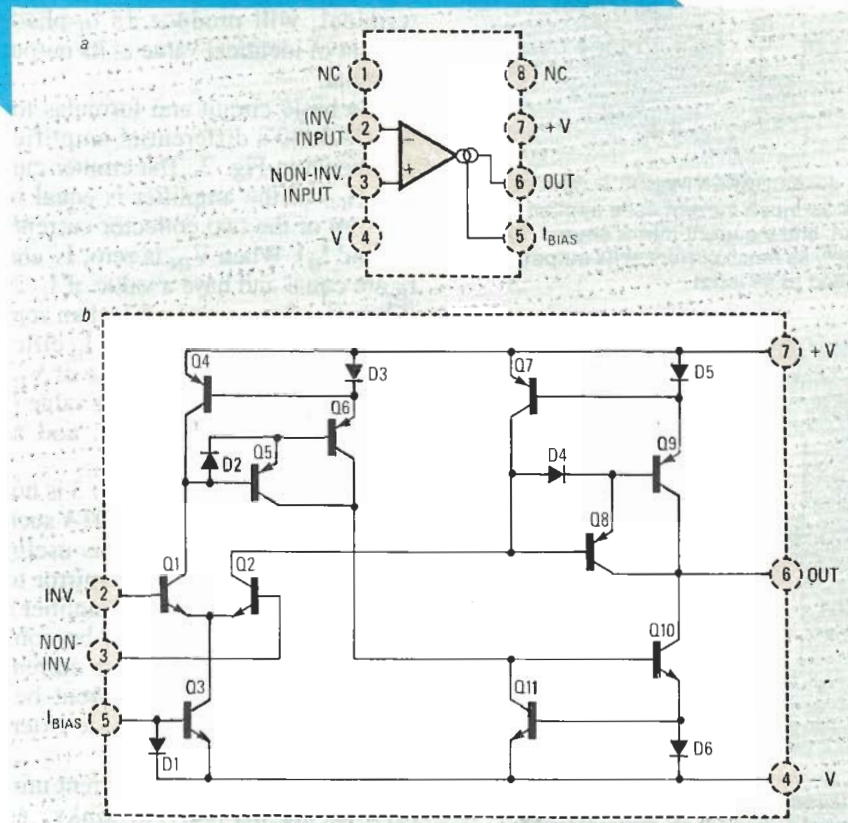 a
NC 1 8 NC
INV. INPUT 2 7 +V
NON-INV. INPUT 3 6 OUT
V 4 5 IBIAS
− +
b
7 +V
Q4 D3 Q7 D5
Q6 Q9
Q5 D4
D2
Q8
Q1 Q2 6 OUT
2 INV.
3 NON-INV.
Q10
5 IBIAS
Q3 Q11
D1 D6
4 −V